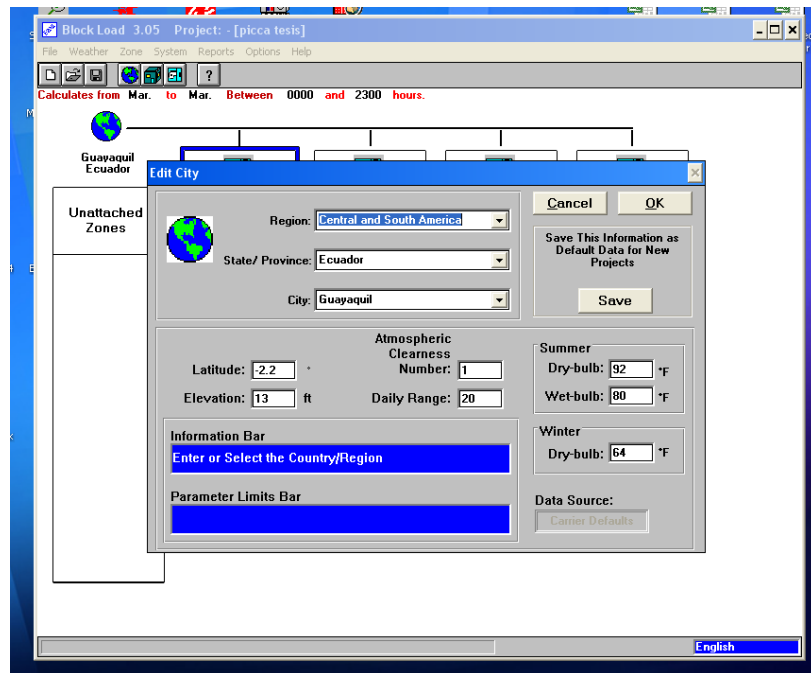 Block Load 3.05 Project: - [picca tesis]
File Weather Zone System Reports Options Help
?
Calculates from Mar. to Mar. Between 0000 and 2300 hours.
Guayaquil
Ecuador
Unattached
Zones
Edit City
Region: Central and South America
State/ Province: Ecuador
City: Guayaquil
Cancel OK
Save This Information as
Default Data for New
Projects
Save
Latitude: -2.2 °
Elevation: 13 ft
Atmospheric
Clearness
Number: 1
Daily Range: 20
Summer
Dry-bulb: 92 °F
Wet-bulb: 80 °F
Winter
Dry-bulb: 64 °F
Information Bar
Enter or Select the Country/Region
Parameter Limits Bar
Data Source:
Carrier Defaults
English